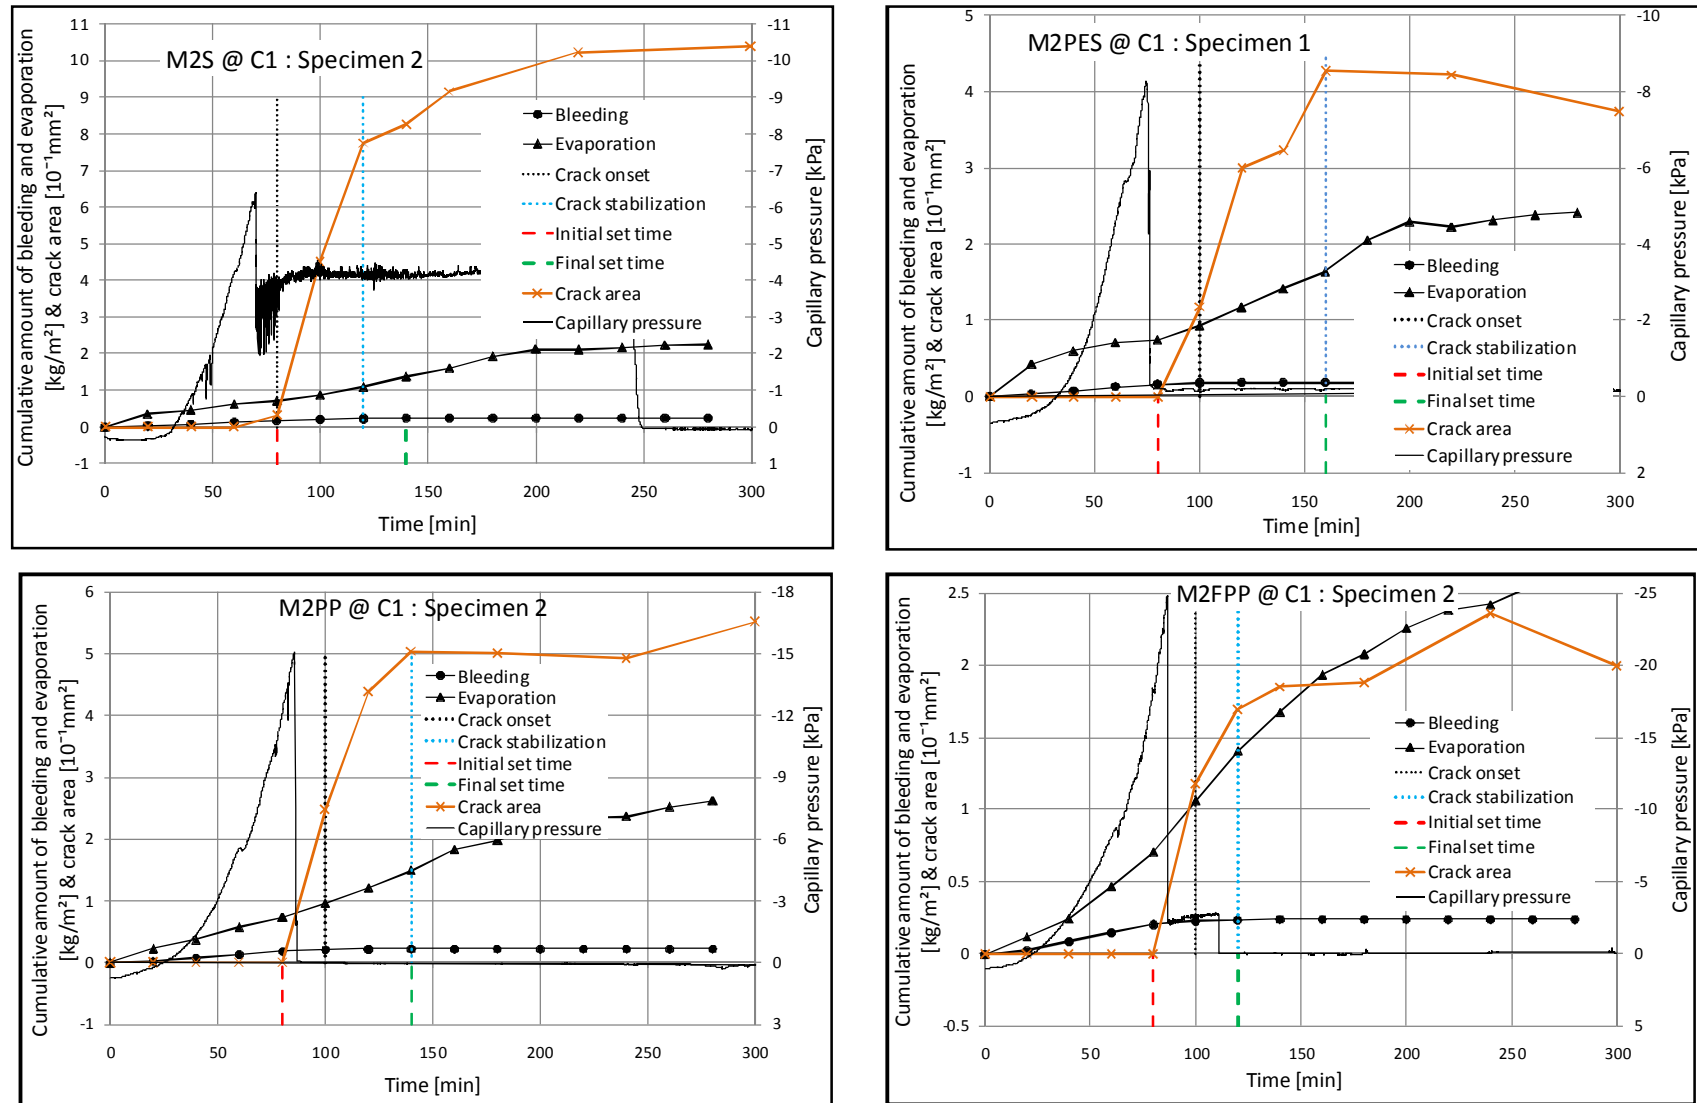 M2S @ C1 : Specimen 2
Cumulative amount of bleeding and evaporation
[kg/m²] & crack area [10⁻¹mm²]
11
10
9
8
7
6
5
4
3
2
1
0
-1
-11
-10
-9
-8
-7
-6
-5
-4
-3
-2
-1
0
1
Capillary pressure [kPa]
Bleeding
Evaporation
Crack onset
Crack stabilization
Initial set time
Final set time
Crack area
Capillary pressure
0 50 100 150 200 250 300
Time [min]
M2PES @ C1 : Specimen 1
Cumulative amount of bleeding and evaporation
[kg/m²] & crack area [10⁻¹mm²]
5
4
3
2
1
0
-1
-10
-8
-6
-4
-2
0
2
Capillary pressure [kPa]
Bleeding
Evaporation
Crack onset
Crack stabilization
Initial set time
Final set time
Crack area
Capillary pressure
0 50 100 150 200 250 300
Time [min]
M2PP @ C1 : Specimen 2
Cumulative amount of bleeding and evaporation
[kg/m²] & crack area [10⁻¹mm²]
6
5
4
3
2
1
0
-1
-18
-15
-12
-9
-6
-3
0
3
Capillary pressure [kPa]
Bleeding
Evaporation
Crack onset
Crack stabilization
Initial set time
Final set time
Crack area
Capillary pressure
0 50 100 150 200 250 300
Time [min]
M2FPP @ C1 : Specimen 2
Cumulative amount of bleeding and evaporation
[kg/m²] & crack area [10⁻¹mm²]
2.5
2
1.5
1
0.5
0
-0.5
-25
-20
-15
-10
-5
0
5
Capillary pressure [kPa]
Bleeding
Evaporation
Crack onset
Crack stabilization
Initial set time
Final set time
Crack area
Capillary pressure
0 50 100 150 200 250 300
Time [min]